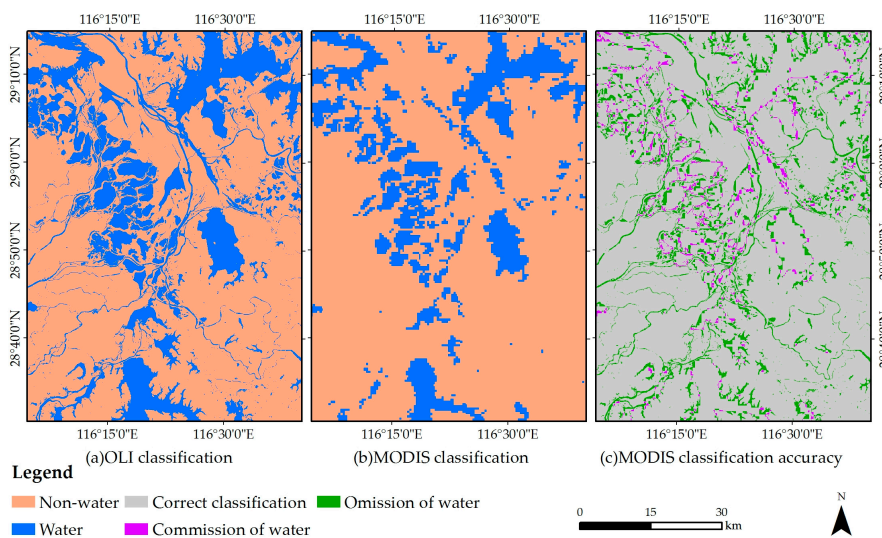 116°15'0"E 116°30'0"E 116°15'0"E 116°30'0"E 116°15'0"E 116°30'0"E
29°10'0"N
29°0'0"N
28°50'0"N
28°40'0"N
116°15'0"E 116°30'0"E 116°15'0"E 116°30'0"E 116°15'0"E 116°30'0"E
(a)OLI classification (b)MODIS classification (c)MODIS classification accuracy
Legend
Non-water Correct classification Omission of water
Water Commission of water
0 15 30
km
N